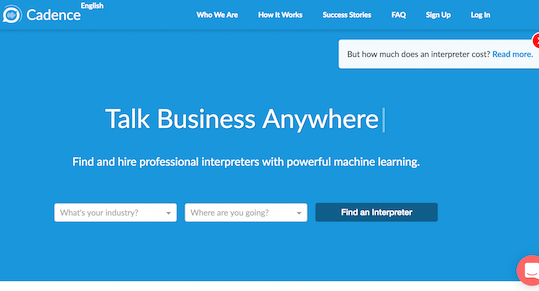 Cadence
English
Who We Are How It Works Success Stories FAQ Sign Up Log In
But how much does an interpreter cost? Read more.
Talk Business Anywhere
Find and hire professional interpreters with powerful machine learning.
What's your industry? Where are you going? Find an Interpreter